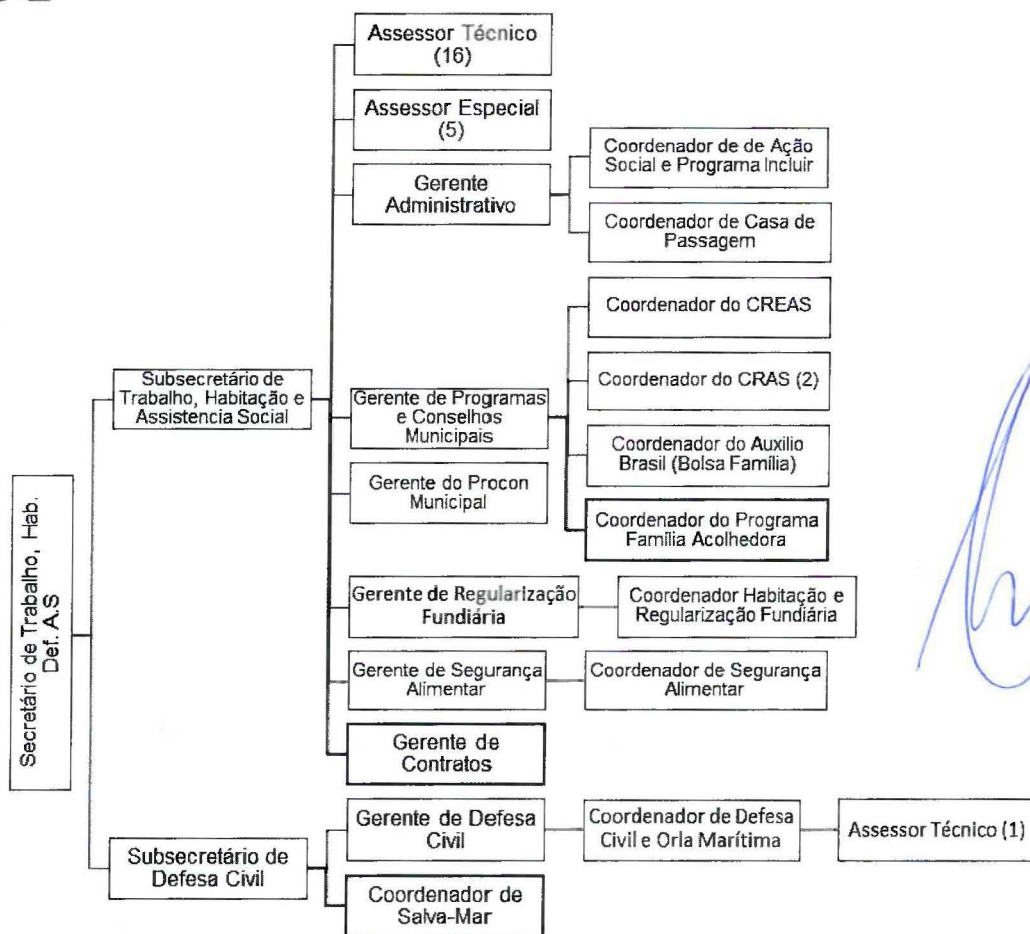 Assessor Técnico
(16)
Assessor Especial
(5)
Gerente
Administrativo
Coordenador de de Ação
Social e Programa Incluir
Coordenador de Casa de
Passagem
Coordenador do CREAS
Subsecretário de
Trabalho, Habitação e
Assistencia Social
Gerente de Programas
e Conselhos
Municipais
Coordenador do CRAS (2)
Coordenador do Auxilio
Brasil (Bolsa Família)
Gerente do Procon
Municipal
Coordenador do Programa
Família Acolhedora
Secretário de Trabalho, Hab.
Def. A.S
Gerente de Regularização
Fundiária
Coordenador Habitação e
Regularização Fundiária
Gerente de Segurança
Alimentar
Coordenador de Segurança
Alimentar
Gerente de
Contratos
Subsecretário de
Defesa Civil
Gerente de Defesa
Civil
Coordenador de Defesa
Civil e Orla Marítima
Assessor Técnico (1)
Coordenador de
Salva-Mar